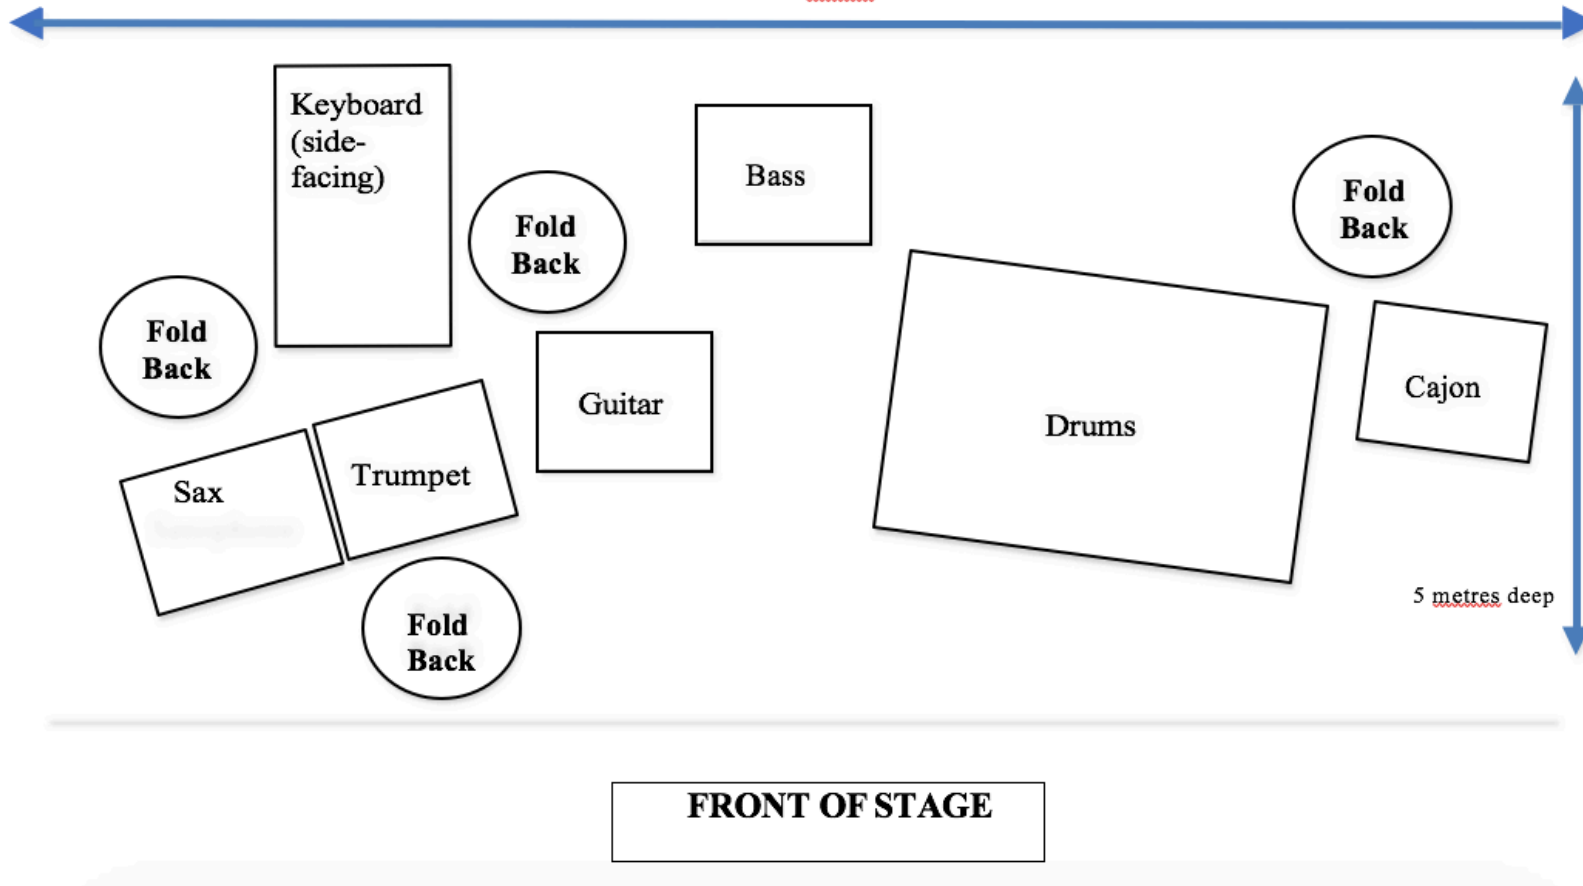 Keyboard
(side-
facing)
Bass
Fold
Back
Fold
Back
Fold
Back
Guitar
Cajon
Drums
Trumpet
Sax
5 metres deep
Fold
Back
FRONT OF STAGE